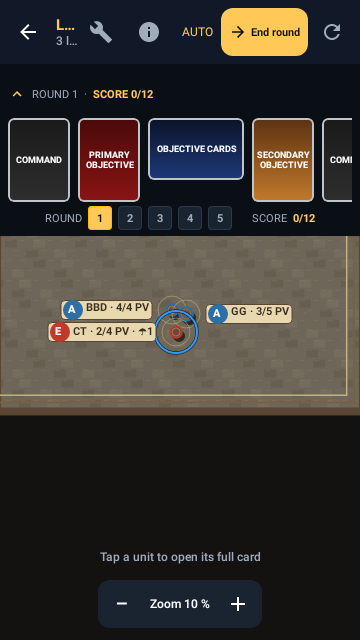 L...
3 l...
AUTO
End round
ROUND 1 · SCORE 0/12
COMMAND
PRIMARY
OBJECTIVE
OBJECTIVE CARDS
SECONDARY
OBJECTIVE
ROUND 1 2 3 4 5 SCORE 0/12
A BBD · 4/4 PV
A GG · 3/5 PV
E CT · 2/4 PV · ☂1
Tap a unit to open its full card
− Zoom 10 % +